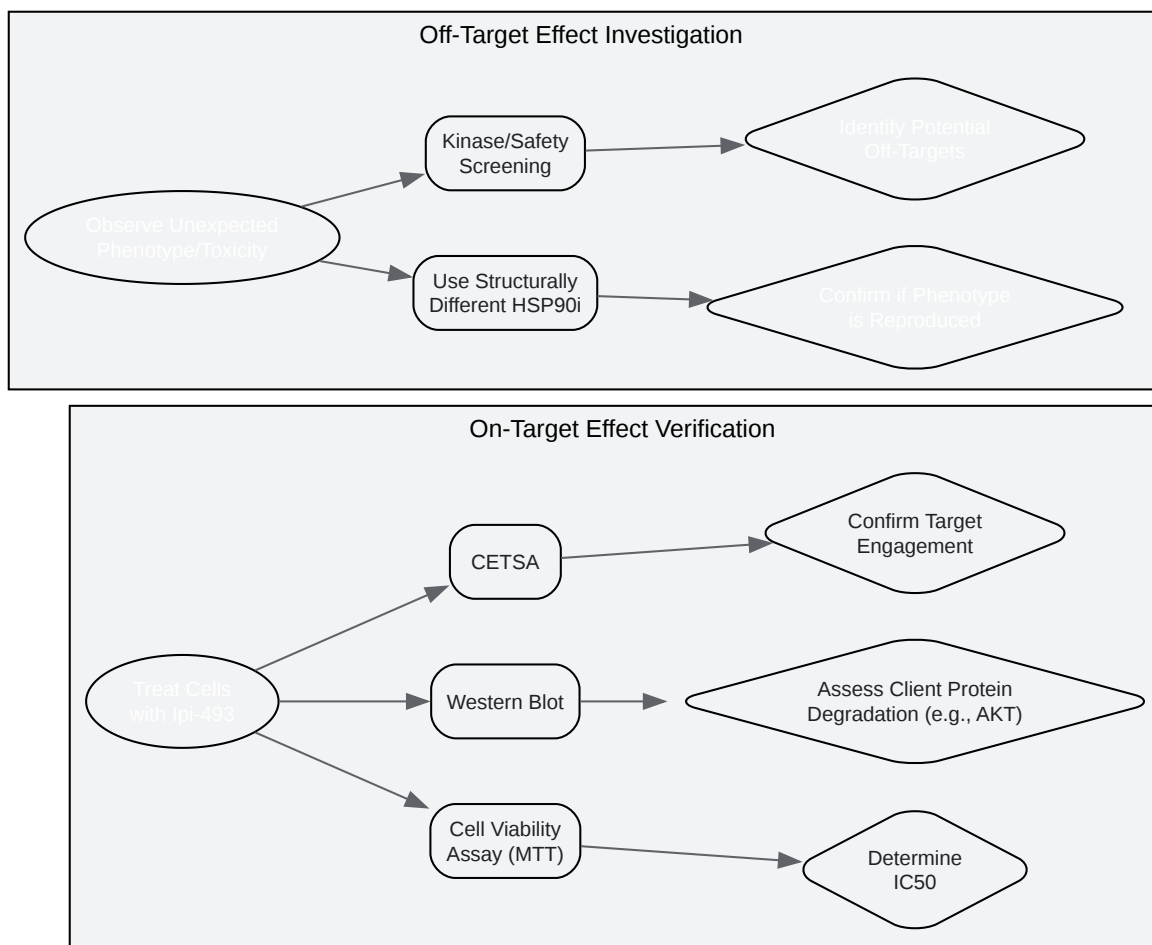 Off-Target Effect Investigation
Observe Unexpected
Phenotype/Toxicity
Kinase/Safety
Screening
Identify Potential
Off-Targets
Use Structurally
Different HSP90i
Confirm if Phenotype
is Reproduced
On-Target Effect Verification
Treat Cells
with Ipi-493
CETSA
Confirm Target
Engagement
Western Blot
Assess Client Protein
Degradation (e.g., AKT)
Cell Viability
Assay (MTT)
Determine
IC50